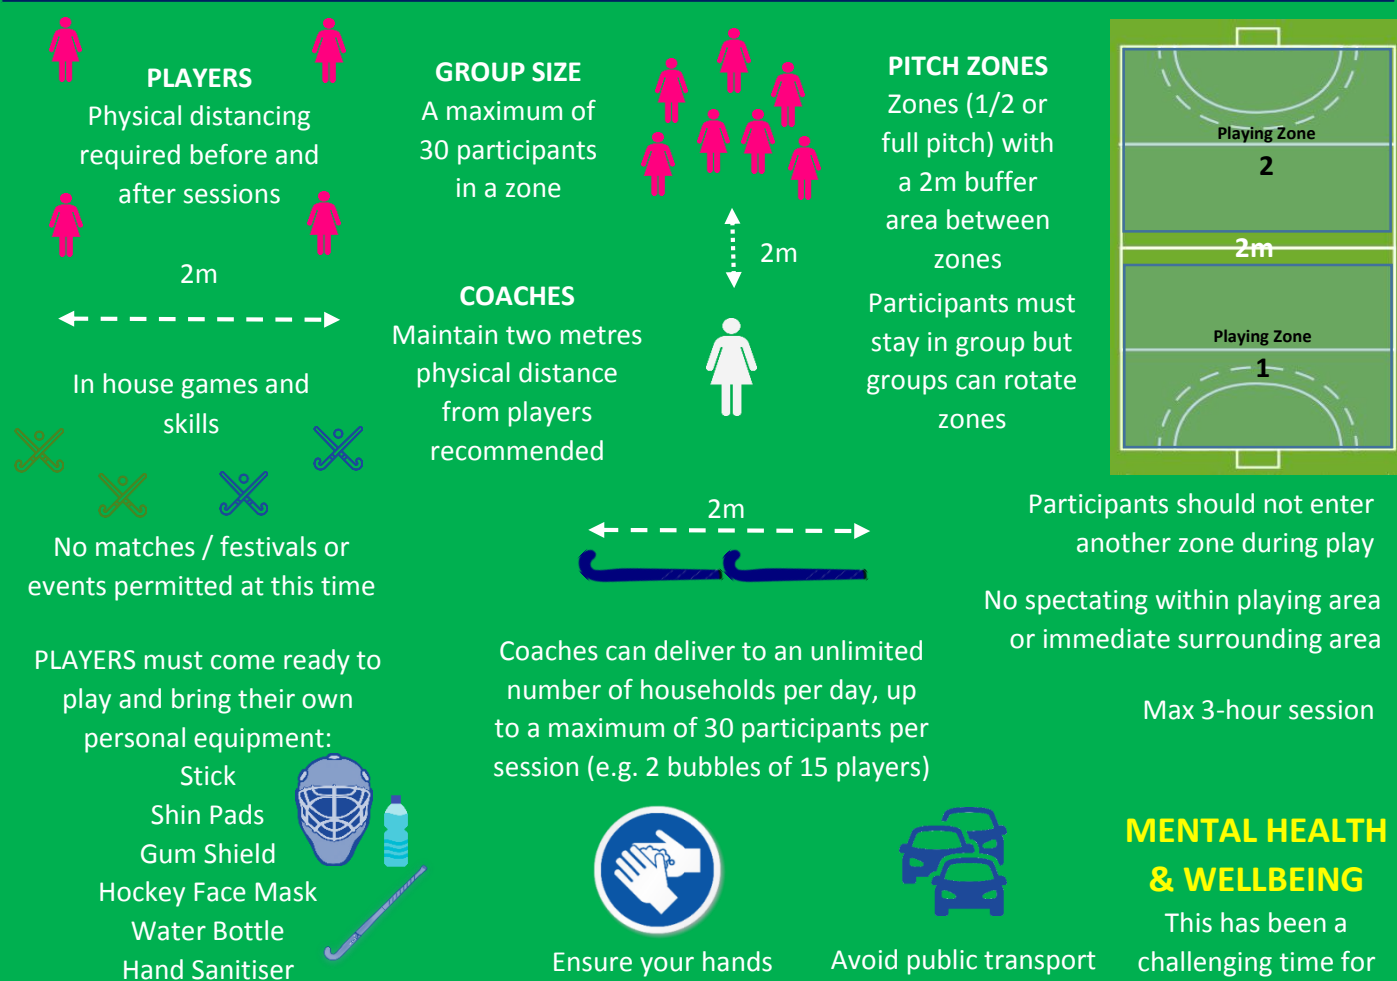 PLAYERS
Physical distancing
required before and
after sessions
2m
In house games and
skills
No matches / festivals or
events permitted at this time
PLAYERS must come ready to
play and bring their own
personal equipment:
Stick
Shin Pads
Gum Shield
Hockey Face Mask
Water Bottle
Hand Sanitiser
GROUP SIZE
A maximum of
30 participants
in a zone
2m
COACHES
Maintain two metres
physical distance
from players
recommended
2m
Coaches can deliver to an unlimited
number of households per day, up
to a maximum of 30 participants per
session (e.g. 2 bubbles of 15 players)
Ensure your hands
Avoid public transport
PITCH ZONES
Zones (1/2 or
full pitch) with
a 2m buffer
area between
zones
Participants must
stay in group but
groups can rotate
zones
Playing Zone
2
2m
Playing Zone
1
Participants should not enter
another zone during play
No spectating within playing area
or immediate surrounding area
Max 3-hour session
MENTAL HEALTH
& WELLBEING
This has been a
challenging time for